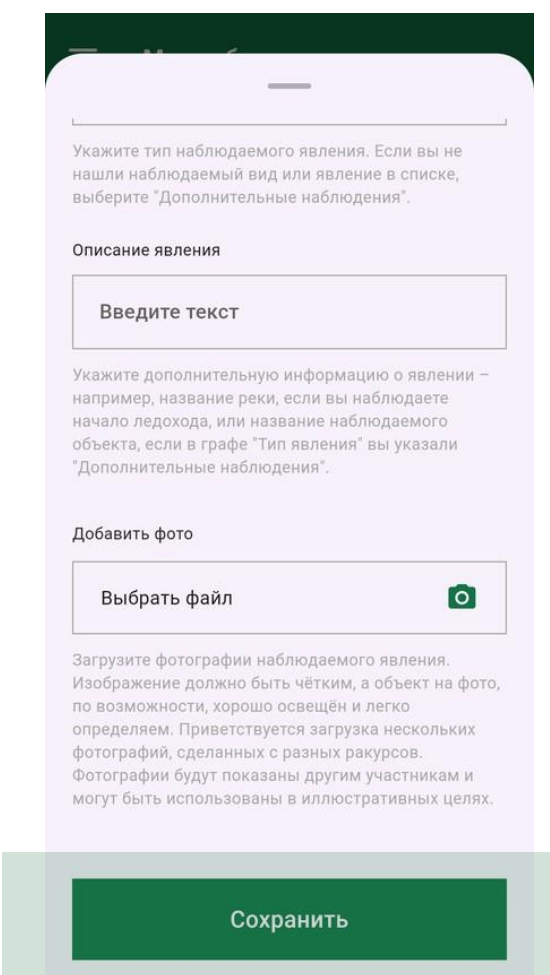 Укажите тип наблюдаемого явления. Если вы не
нашли наблюдаемый вид или явление в списке,
выберите "Дополнительные наблюдения".
Описание явления
Введите текст
Укажите дополнительную информацию о явлении –
например, название реки, если вы наблюдаете
начало ледохода, или название наблюдаемого
объекта, если в графе "Тип явления" вы указали
"Дополнительные наблюдения".
Добавить фото
Выбрать файл
Загрузите фотографии наблюдаемого явления.
Изображение должно быть чётким, а объект на фото,
по возможности, хорошо освещён и легко
определяем. Приветствуется загрузка нескольких
фотографий, сделанных с разных ракурсов.
Фотографии будут показаны другим участникам и
могут быть использованы в иллюстративных целях.
Сохранить